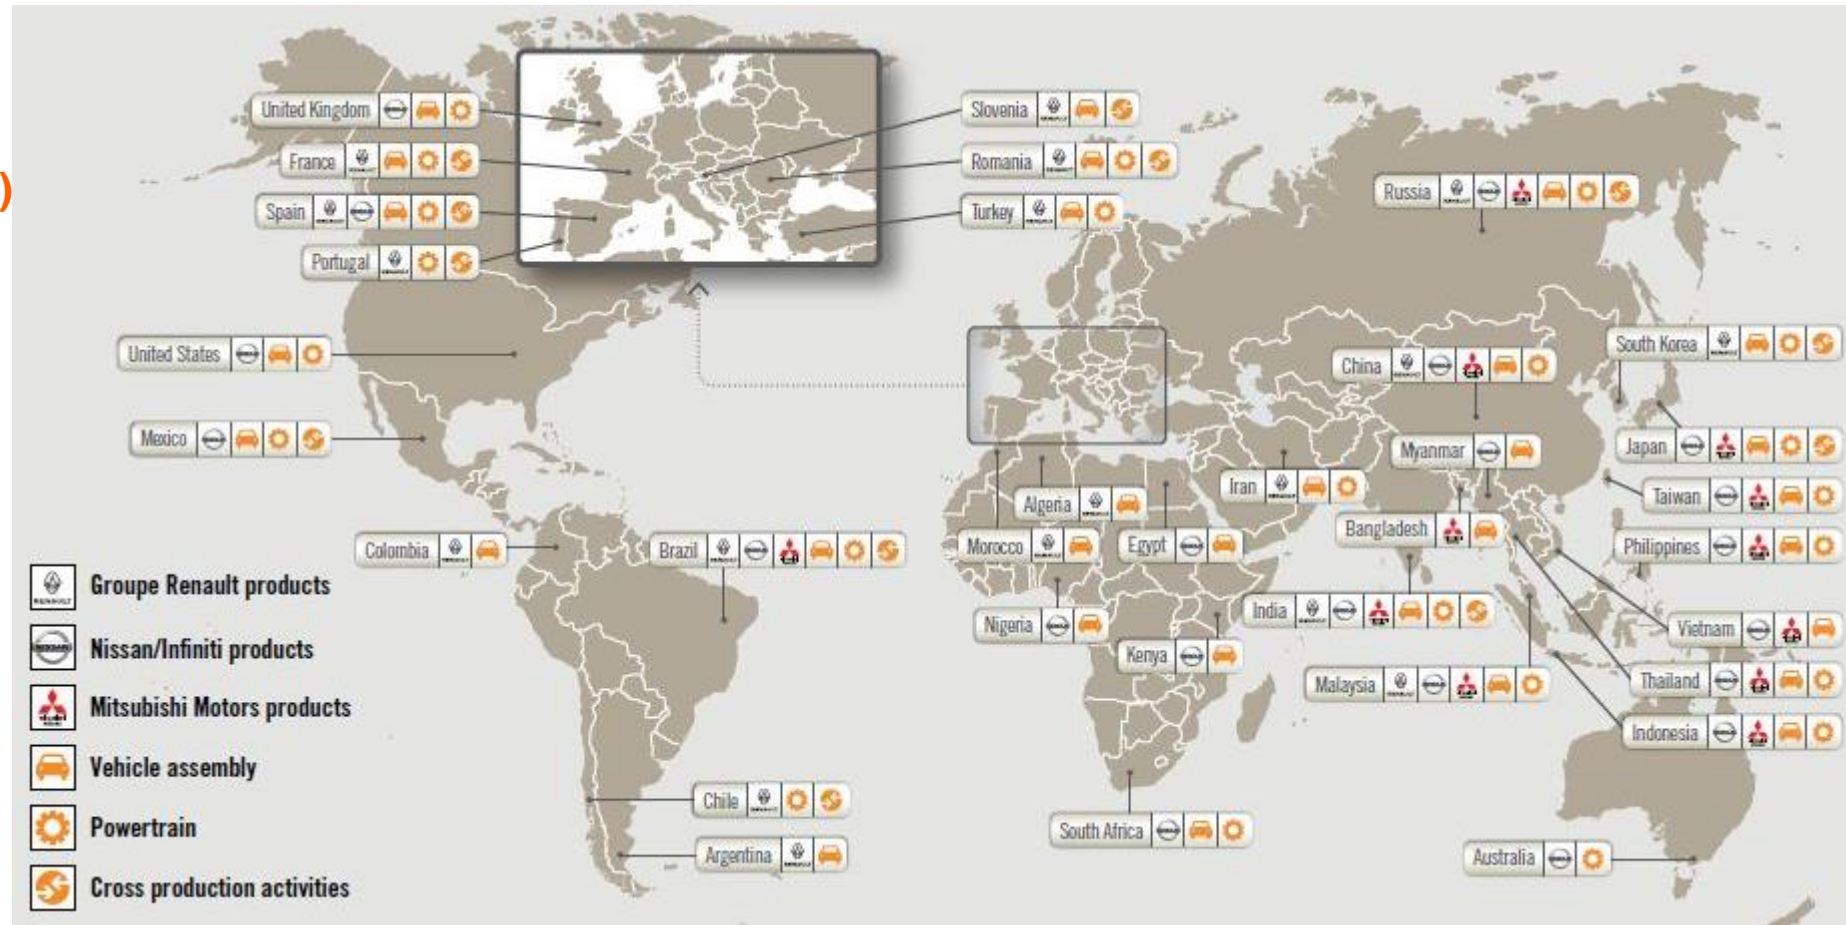 )
United Kingdom
France
Spain
Portugal
United States
Mexico
Colombia
Brazil
Chile
Argentina
Slovenia
Romania
Turkey
Russia
China
Myanmar
South Korea
Japan
Taiwan
Philippines
Vietnam
Thailand
Indonesia
Iran
Bangladesh
India
Malaysia
Algeria
Morocco
Egypt
Nigeria
Kenya
South Africa
Australia
Groupe Renault products
Nissan/Infiniti products
Mitsubishi Motors products
Vehicle assembly
Powertrain
Cross production activities